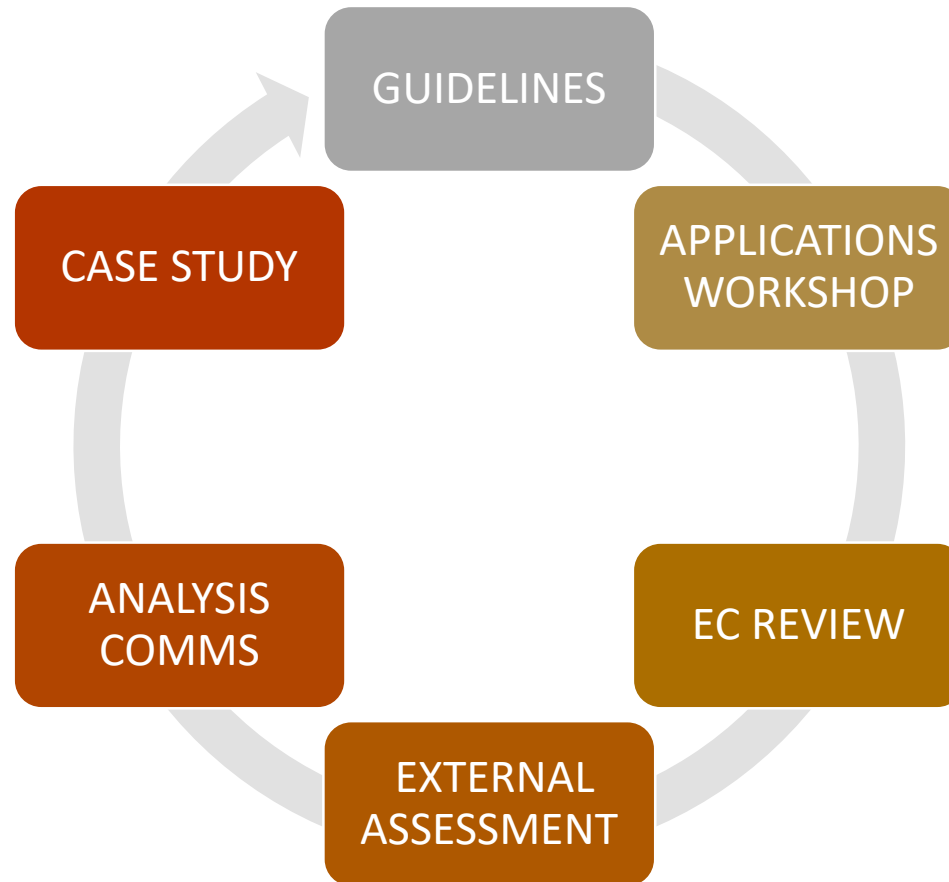 GUIDELINES
APPLICATIONS
WORKSHOP
EC REVIEW
EXTERNAL
ASSESSMENT
ANALYSIS
COMMS
CASE STUDY